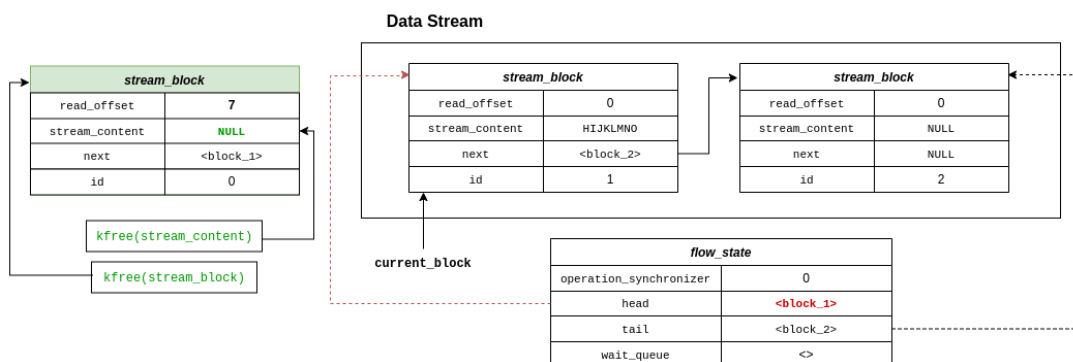 Data Stream
stream_block
read_offset 7
stream_content NULL
next <block_1>
id 0
kfree(stream_content)
kfree(stream_block)
stream_block
read_offset 0
stream_content HIJKLMNO
next <block_2>
id 1
stream_block
read_offset 0
stream_content NULL
next NULL
id 2
current_block
flow_state
operation_synchronizer 0
head <block_1>
tail <block_2>
wait_queue <>